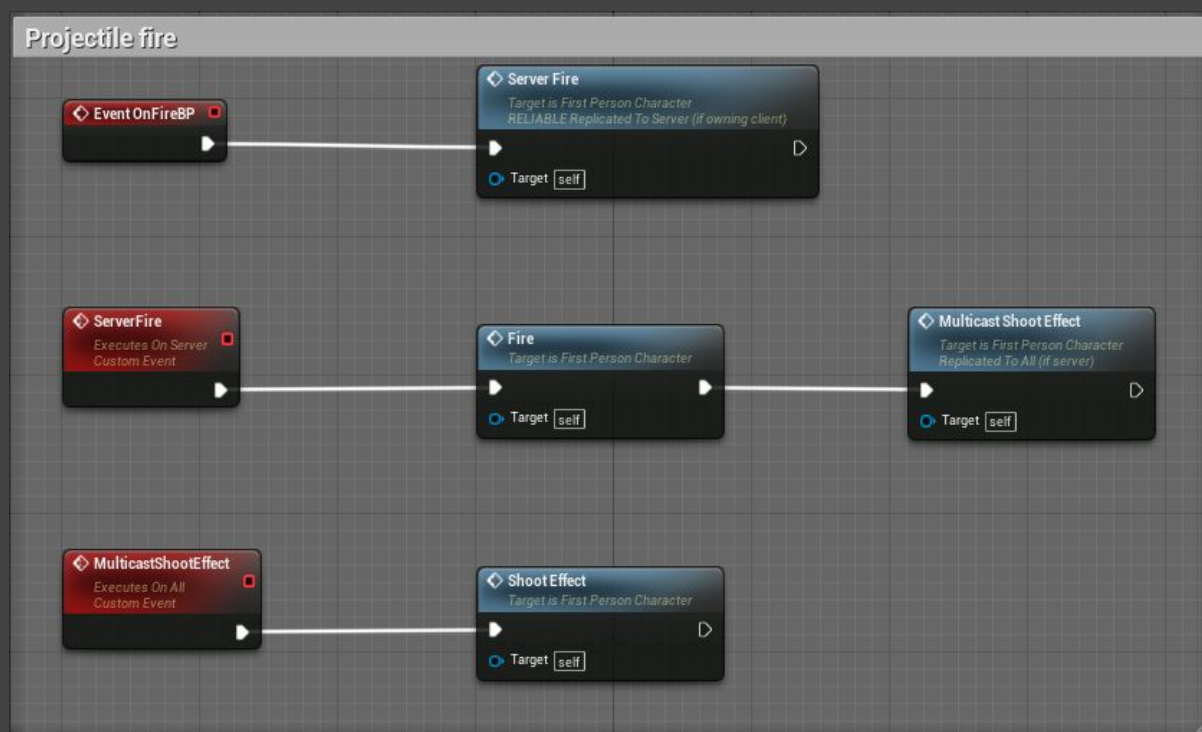 Projectile fire
Event OnFireBP
Server Fire
Target is First Person Character
RELIABLE Replicated To Server (if owning client)
Target self
ServerFire
Executes On Server
Custom Event
Fire
Target is First Person Character
Target self
Multicast Shoot Effect
Target is First Person Character
Replicated To All (if server)
Target self
MulticastShootEffect
Executes On All
Custom Event
Shoot Effect
Target is First Person Character
Target self